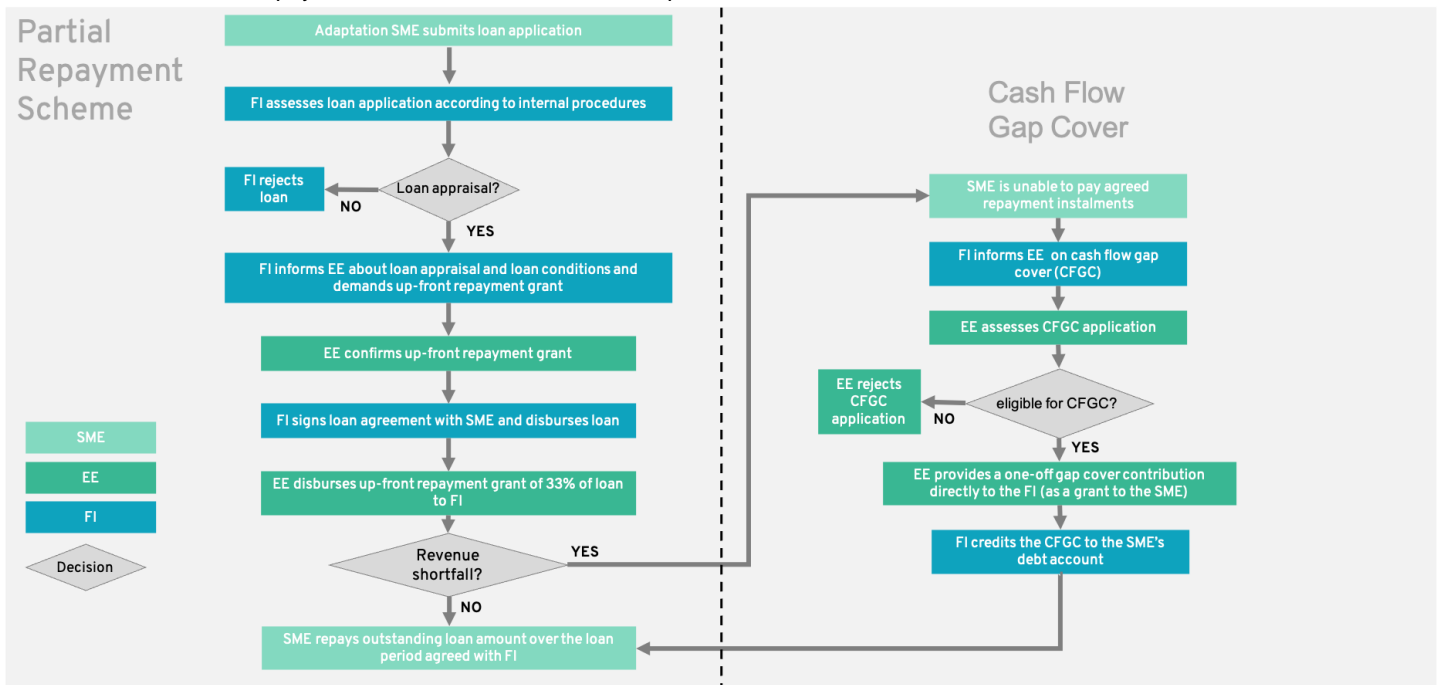 Partial
Repayment
Scheme
Adaptation SME submits loan application
FI assesses loan application according to internal procedures
Loan appraisal?
NO
FI rejects
loan
YES
FI informs EE about loan appraisal and loan conditions and
demands up-front repayment grant
EE confirms up-front repayment grant
FI signs loan agreement with SME and disburses loan
EE disburses up-front repayment grant of 33% of loan
to FI
Revenue
shortfall?
YES
NO
SME repays outstanding loan amount over the loan
period agreed with FI
SME
EE
FI
Decision
Cash Flow
Gap Cover
SME is unable to pay agreed
repayment instalments
FI informs EE on cash flow gap
cover (CFGC)
EE assesses CFGC application
eligible for CFGC?
NO
EE rejects
CFGC
application
YES
EE provides a one-off gap cover contribution
directly to the FI (as a grant to the SME)
FI credits the CFGC to the SME's
debt account